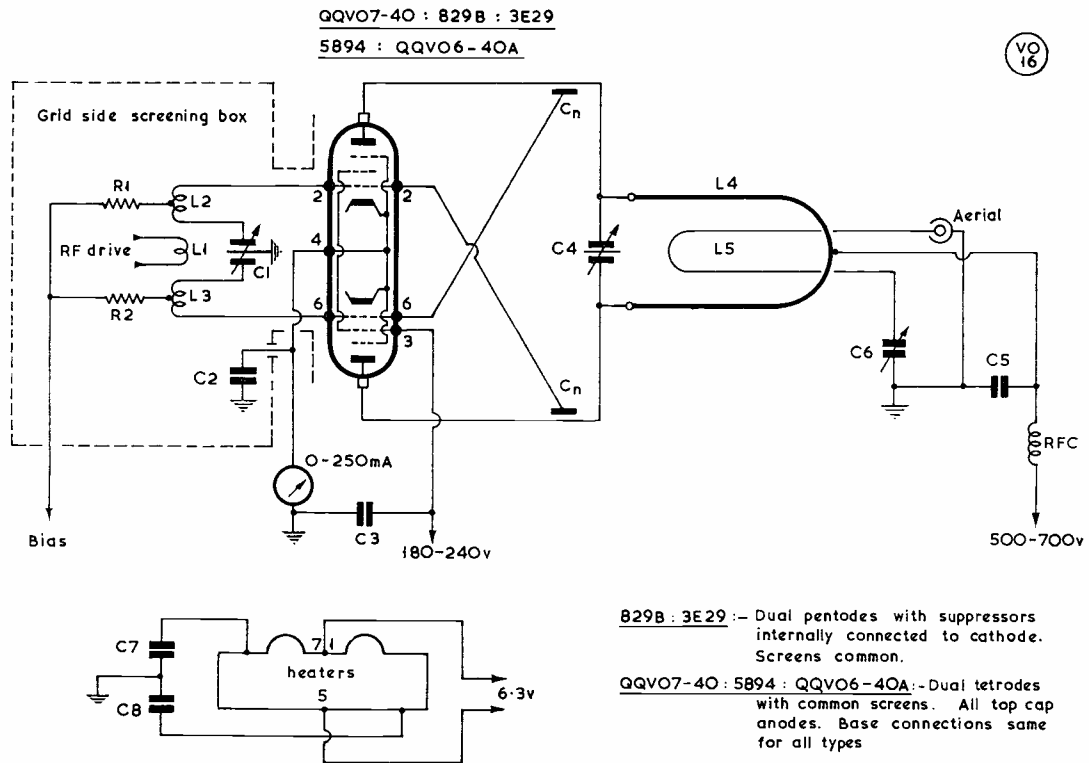 QQVO7-40 : 829B : 3E29
5894 : QQVO6-40A
VO
16
Grid side screening box
Cn
R1
L2
2
2
L4
Aerial
4
RF drive
L1
C1
C4
L5
L3
R2
6
6
3
C2
Cn
C6
C5
0-250mA
RFC
C3
Bias
180-240v
500-700v
829B : 3E29 :- Dual pentodes with suppressors
internally connected to cathode.
Screens common.
C7
7
1
heaters
5
6·3v
C8
QQVO7-40 : 5894 : QQVO6-40A :- Dual tetrodes
with common screens. All top cap
anodes. Base connections same
for all types